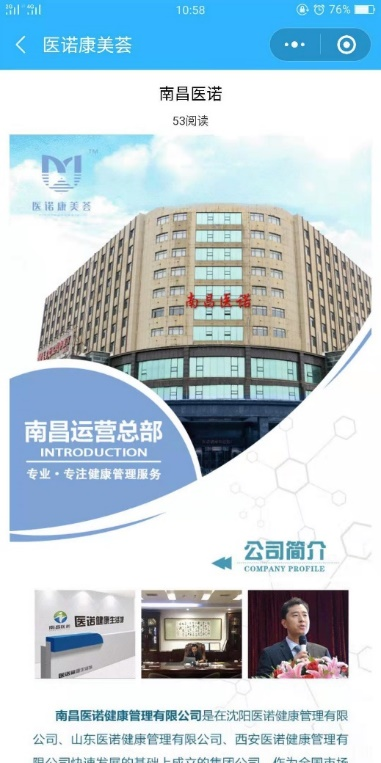 2G 4G 10:58 76%
医诺康美荟
南昌医诺
53阅读
医诺康美荟
南昌医诺
南昌运营总部
INTRODUCTION
专业·专注健康管理服务
公司简介
COMPANY PROFILE
医诺健康生活馆
南昌医诺健康管理有限公司是在沈阳医诺健康管理有限
公司、山东医诺健康管理有限公司、西安医诺健康管理有
限公司快速发展的基础上成立的集团公司，作为全国市场